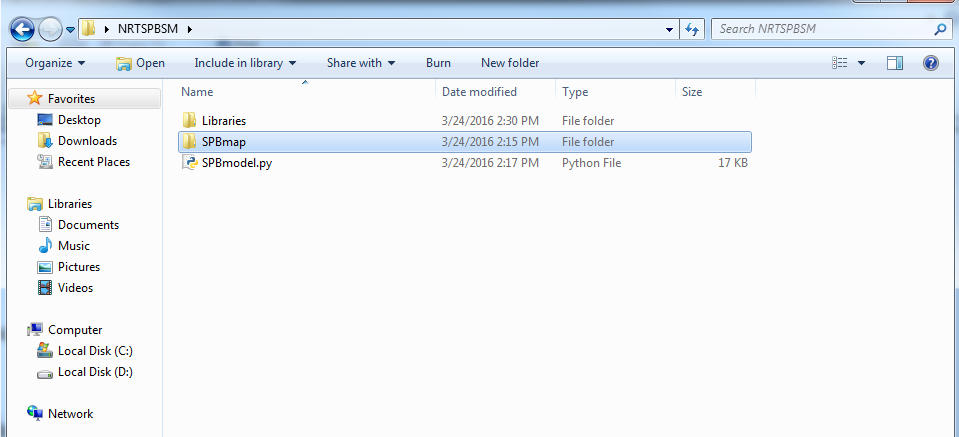 NRTSPBSM
Search NRTSPBSM
Organize Open Include in library Share with Burn New folder
Favorites
Desktop
Downloads
Recent Places
Libraries
Documents
Music
Pictures
Videos
Computer
Local Disk (C:)
Local Disk (D:)
Network
Name Date modified Type Size
Libraries 3/24/2016 2:30 PM File folder
SPBmap 3/24/2016 2:15 PM File folder
SPBmodel.py 3/24/2016 2:17 PM Python File 17 KB